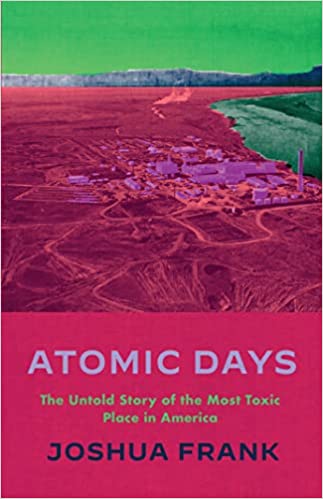 ATOMIC DAYS
The Untold Story of the Most Toxic
Place in America
JOSHUA FRANK